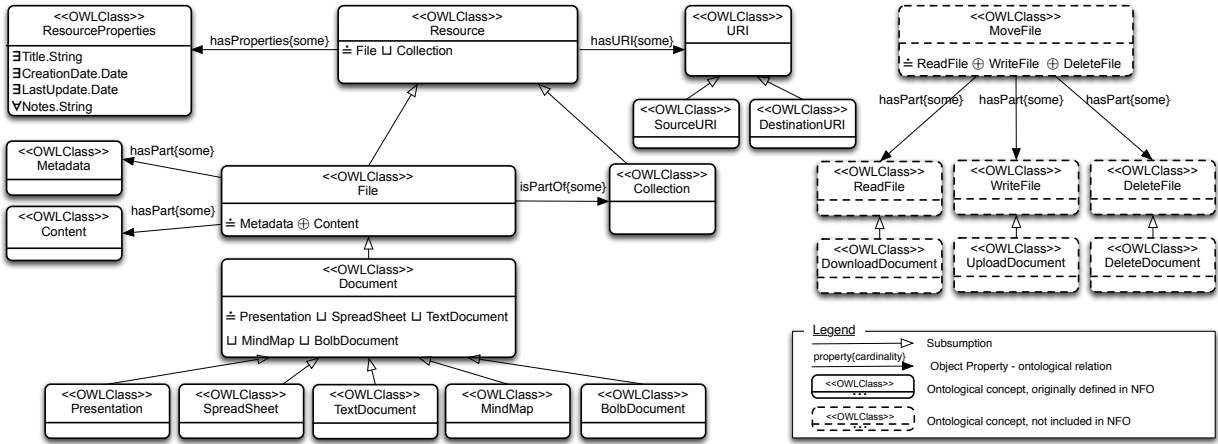 <<OWLClass>>
ResourceProperties
∃Title.String
∃CreationDate.Date
∃LastUpdate.Date
∀Notes.String
hasProperties{some}
<<OWLClass>>
Resource
≐ File ⊔ Collection
hasURI{some}
<<OWLClass>>
URI
<<OWLClass>>
SourceURI
<<OWLClass>>
DestinationURI
<<OWLClass>>
MoveFile
≐ ReadFile ⊕ WriteFile ⊕ DeleteFile
hasPart{some}
hasPart{some}
hasPart{some}
<<OWLClass>>
Metadata
hasPart{some}
<<OWLClass>>
Content
hasPart{some}
<<OWLClass>>
File
≐ Metadata ⊕ Content
isPartOf{some}
<<OWLClass>>
Collection
<<OWLClass>>
ReadFile
<<OWLClass>>
WriteFile
<<OWLClass>>
DeleteFile
<<OWLClass>>
DownloadDocument
<<OWLClass>>
UploadDocument
<<OWLClass>>
DeleteDocument
<<OWLClass>>
Document
≐ Presentation ⊔ SpreadSheet ⊔ TextDocument
⊔ MindMap ⊔ BolbDocument
<<OWLClass>>
Presentation
<<OWLClass>>
SpreadSheet
<<OWLClass>>
TextDocument
<<OWLClass>>
MindMap
<<OWLClass>>
BolbDocument
Legend
Subsumption
property{cardinality}
Object Property - ontological relation
<<OWLClass>>
...
Ontological concept, originally defined in NFO
<<OWLClass>>
...
Ontological concept, not included in NFO